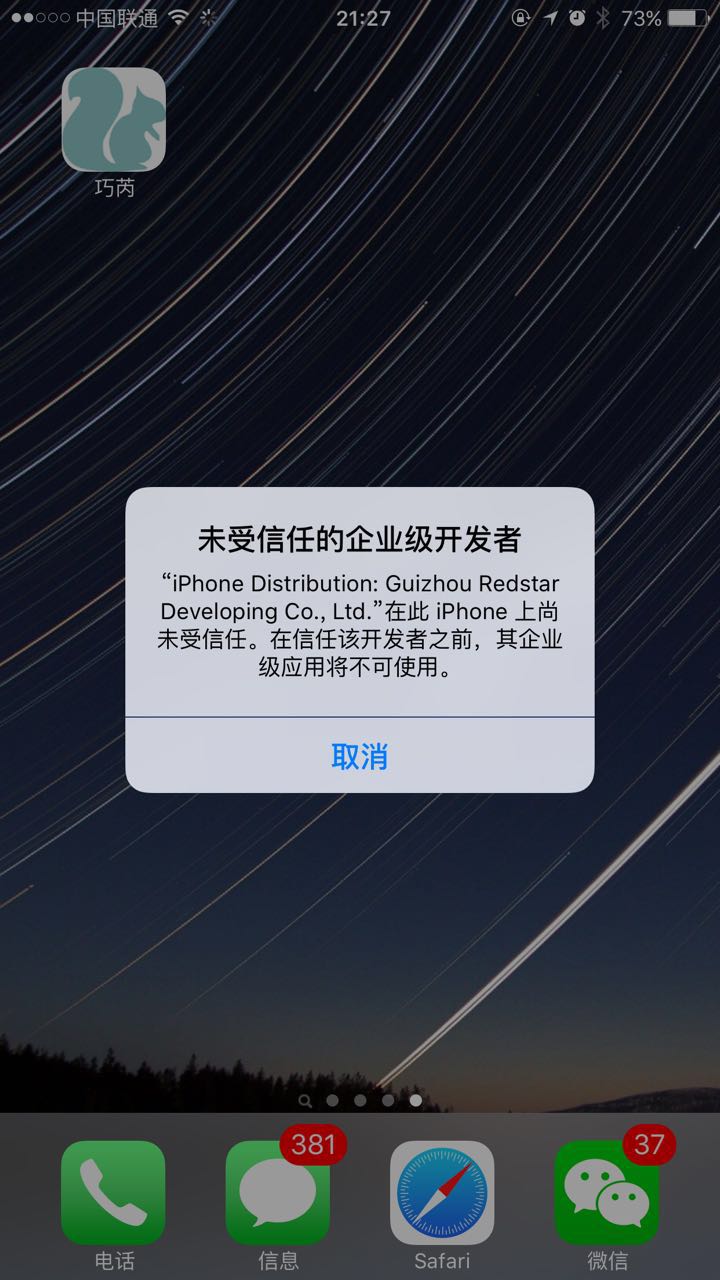 中国联通 21:27 73%
巧芮
未受信任的企业级开发者
“iPhone Distribution: Guizhou Redstar
Developing Co., Ltd.”在此 iPhone 上尚
未受信任。在信任该开发者之前，其企业
级应用将不可使用。
取消
381 37
电话 信息 Safari 微信